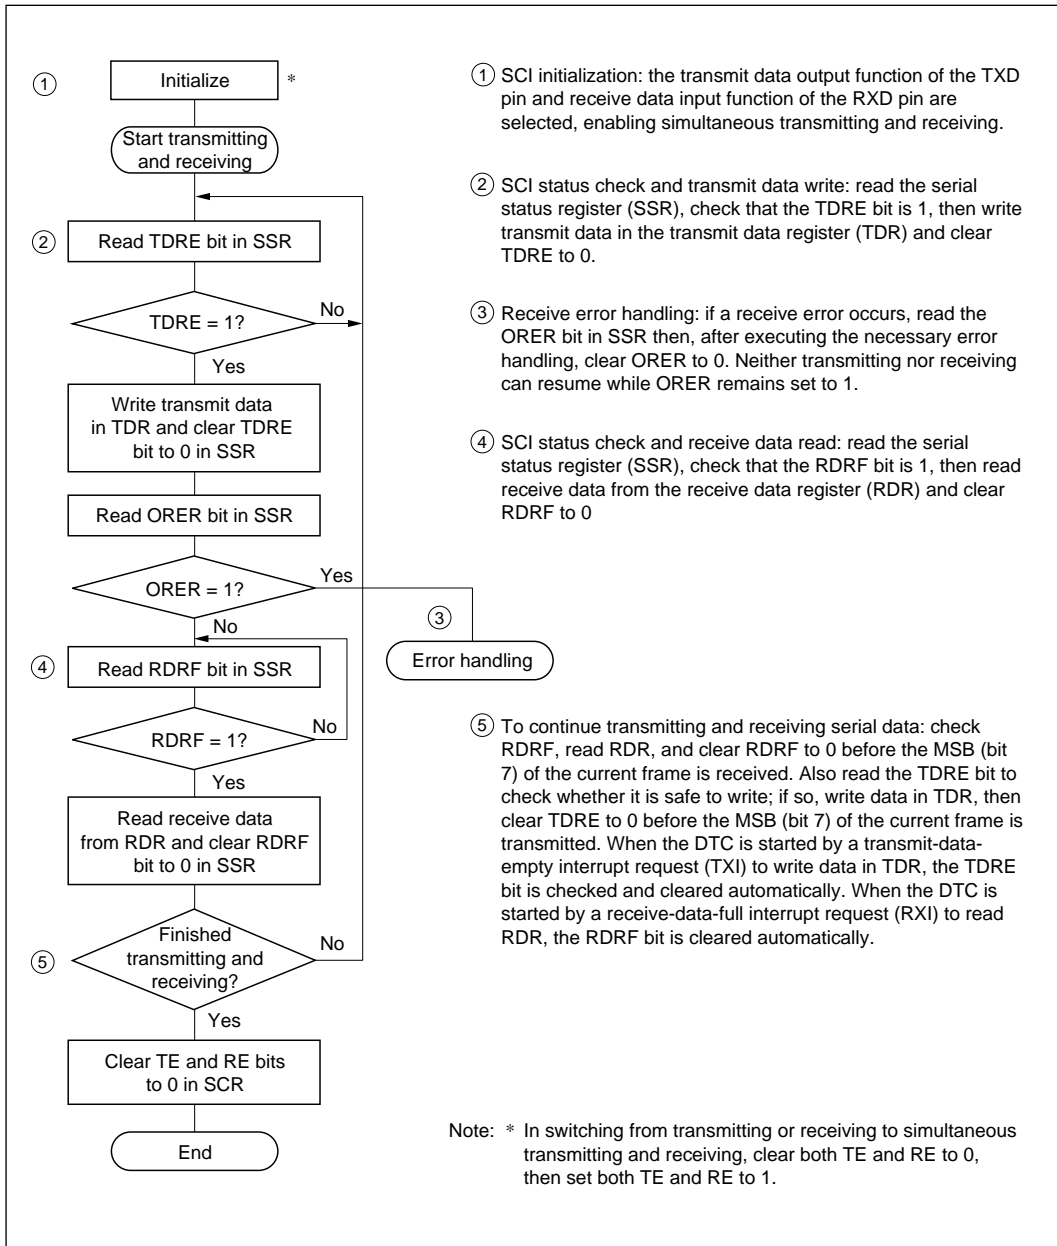 ① Initialize *
Start transmitting
and receiving
② Read TDRE bit in SSR
TDRE = 1?
No
Yes
Write transmit data
in TDR and clear TDRE
bit to 0 in SSR
Read ORER bit in SSR
ORER = 1?
Yes
③
Error handling
No
④ Read RDRF bit in SSR
RDRF = 1?
No
Yes
Read receive data
from RDR and clear RDRF
bit to 0 in SSR
⑤
Finished
transmitting and
receiving?
No
Yes
Clear TE and RE bits
to 0 in SCR
End
① SCI initialization: the transmit data output function of the TXD
pin and receive data input function of the RXD pin are
selected, enabling simultaneous transmitting and receiving.
② SCI status check and transmit data write: read the serial
status register (SSR), check that the TDRE bit is 1, then write
transmit data in the transmit data register (TDR) and clear
TDRE to 0.
③ Receive error handling: if a receive error occurs, read the
ORER bit in SSR then, after executing the necessary error
handling, clear ORER to 0. Neither transmitting nor receiving
can resume while ORER remains set to 1.
④ SCI status check and receive data read: read the serial
status register (SSR), check that the RDRF bit is 1, then read
receive data from the receive data register (RDR) and clear
RDRF to 0
⑤ To continue transmitting and receiving serial data: check
RDRF, read RDR, and clear RDRF to 0 before the MSB (bit
7) of the current frame is received. Also read the TDRE bit to
check whether it is safe to write; if so, write data in TDR, then
clear TDRE to 0 before the MSB (bit 7) of the current frame is
transmitted. When the DTC is started by a transmit-data-
empty interrupt request (TXI) to write data in TDR, the TDRE
bit is checked and cleared automatically. When the DTC is
started by a receive-data-full interrupt request (RXI) to read
RDR, the RDRF bit is cleared automatically.
Note: * In switching from transmitting or receiving to simultaneous
transmitting and receiving, clear both TE and RE to 0,
then set both TE and RE to 1.